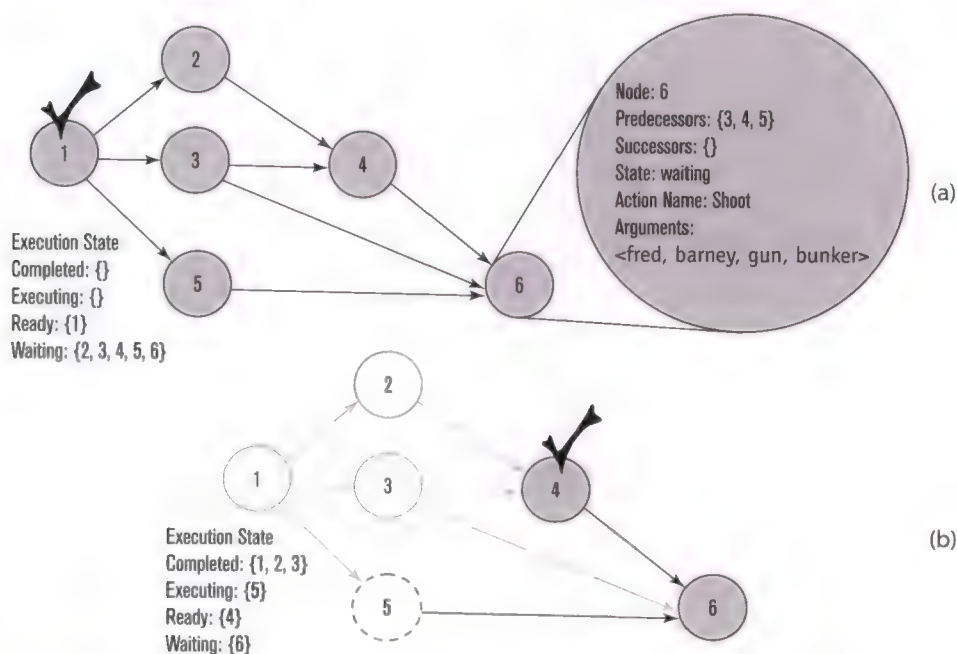 2
1
3
4
5
6
Node: 6
Predecessors: {3, 4, 5}
Successors: {}
State: waiting
Action Name: Shoot
Arguments:
<fred, barney, gun, bunker>
(a)
Execution State
Completed: {}
Executing: {}
Ready: {1}
Waiting: {2, 3, 4, 5, 6}
2
1
3
4
5
6
(b)
Execution State
Completed: {1, 2, 3}
Executing: {5}
Ready: {4}
Waiting: {6}